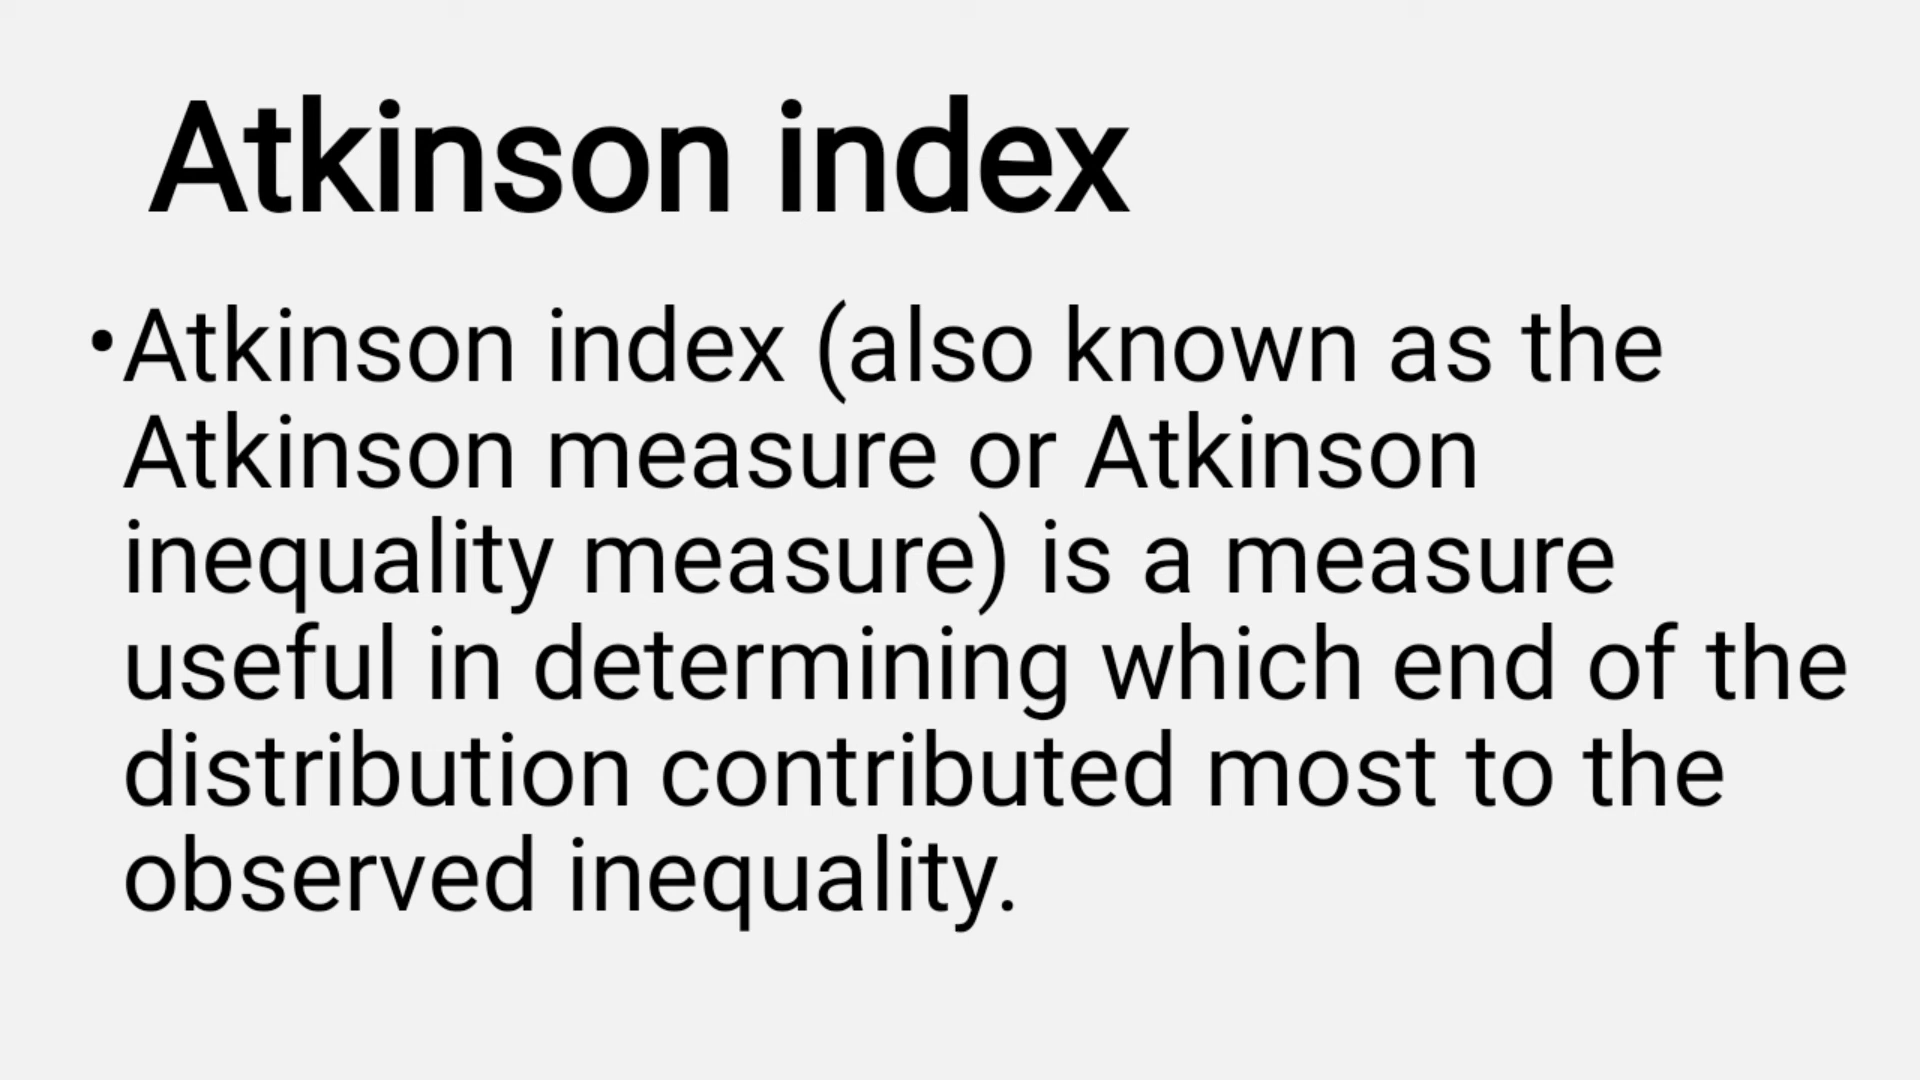 Atkinson index
•Atkinson index (also known as the
Atkinson measure or Atkinson
inequality measure) is a measure
useful in determining which end of the
distribution contributed most to the
observed inequality.